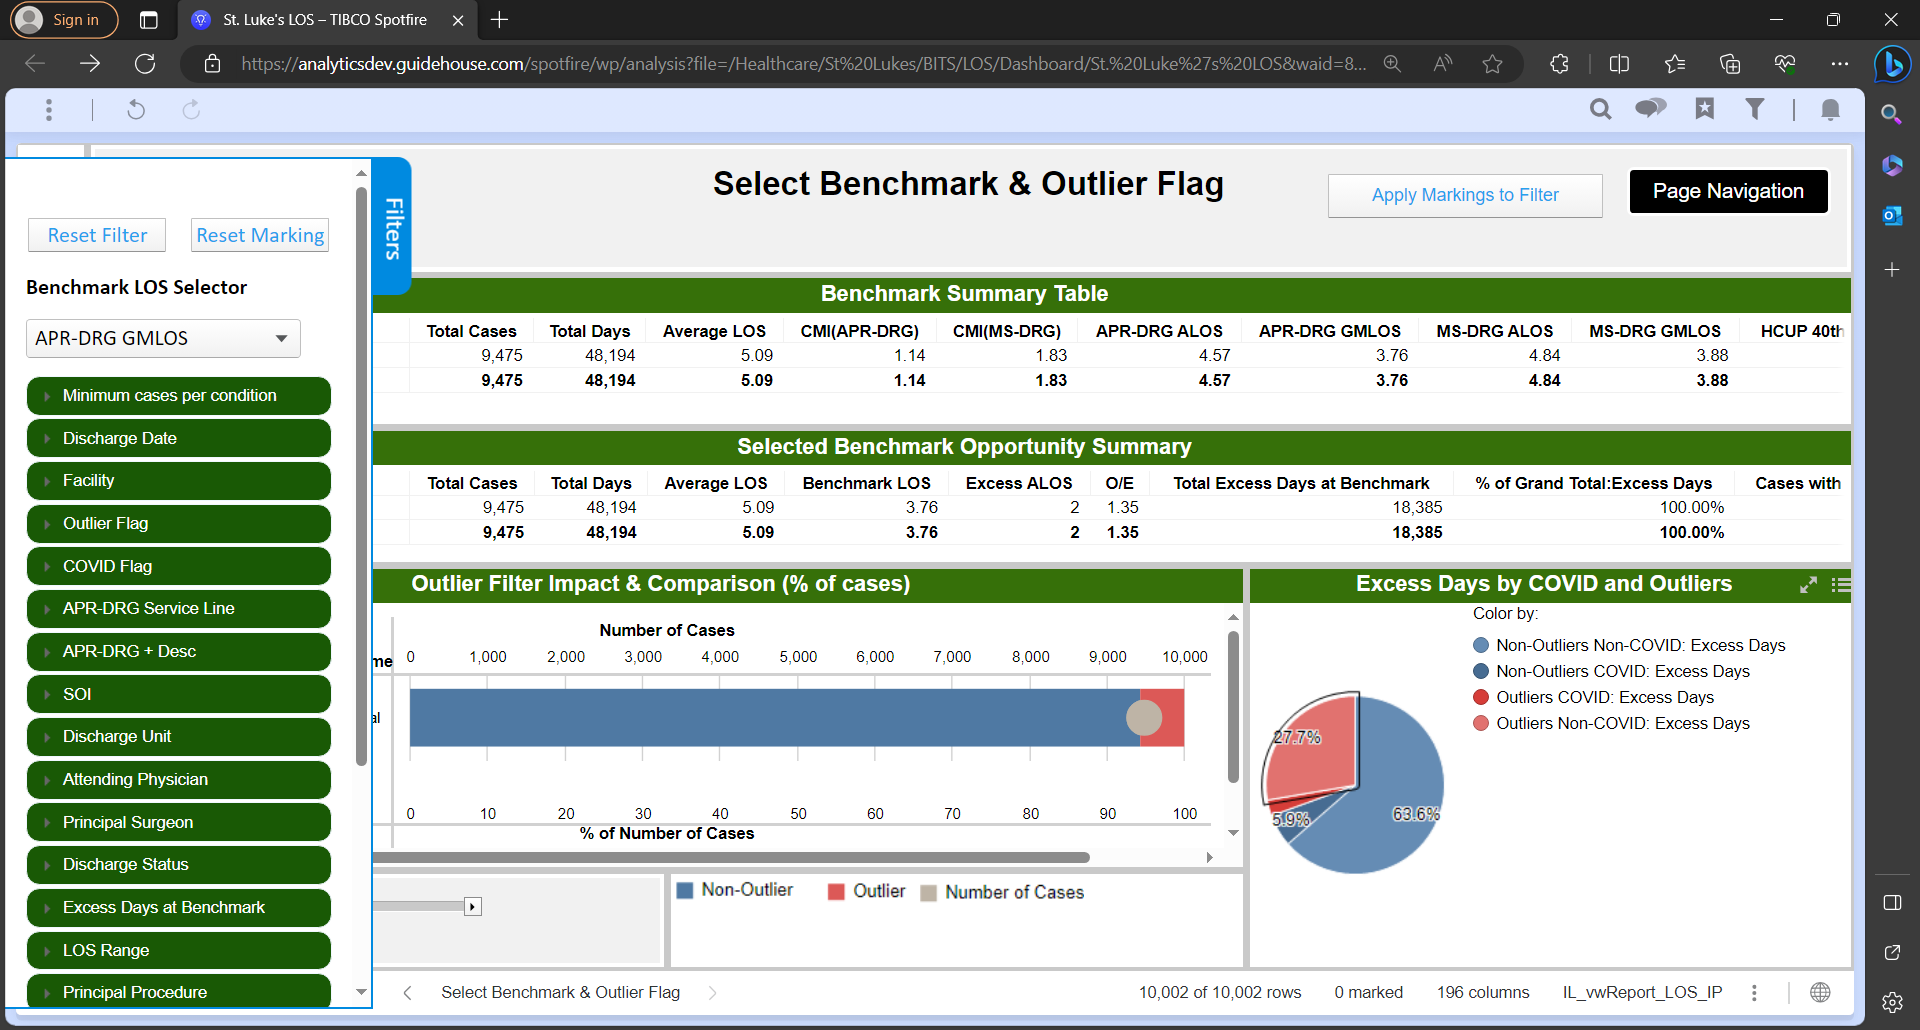 Sign in
St. Luke's LOS – TIBCO Spotfire
https://analyticsdev.guidehouse.com/spotfire/wp/analysis?file=/Healthcare/St%20Lukes/BITS/LOS/Dashboard/St.%20Luke%27s%20LOS&waid=8...
Select Benchmark & Outlier Flag
Apply Markings to Filter
Page Navigation
Filters
Reset Filter Reset Marking
Benchmark LOS Selector
APR-DRG GMLOS
Minimum cases per condition
Discharge Date
Facility
Outlier Flag
COVID Flag
APR-DRG Service Line
APR-DRG + Desc
SOI
Discharge Unit
Attending Physician
Principal Surgeon
Discharge Status
Excess Days at Benchmark
LOS Range
Principal Procedure
Benchmark Summary Table
Total Cases Total Days Average LOS CMI(APR-DRG) CMI(MS-DRG) APR-DRG ALOS APR-DRG GMLOS MS-DRG ALOS MS-DRG GMLOS HCUP 40th
9,475 48,194 5.09 1.14 1.83 4.57 3.76 4.84 3.88
9,475 48,194 5.09 1.14 1.83 4.57 3.76 4.84 3.88
Selected Benchmark Opportunity Summary
Total Cases Total Days Average LOS Benchmark LOS Excess ALOS O/E Total Excess Days at Benchmark % of Grand Total:Excess Days Cases with
9,475 48,194 5.09 3.76 2 1.35 18,385 100.00%
9,475 48,194 5.09 3.76 2 1.35 18,385 100.00%
Outlier Filter Impact & Comparison (% of cases)
Number of Cases
me 0 1,000 2,000 3,000 4,000 5,000 6,000 7,000 8,000 9,000 10,000
al
0 10 20 30 40 50 60 70 80 90 100
% of Number of Cases
Non-Outlier Outlier Number of Cases
Excess Days by COVID and Outliers
Color by:
Non-Outliers Non-COVID: Excess Days
Non-Outliers COVID: Excess Days
Outliers COVID: Excess Days
Outliers Non-COVID: Excess Days
27.7%
5.9%
63.6%
Select Benchmark & Outlier Flag
10,002 of 10,002 rows 0 marked 196 columns IL_vwReport_LOS_IP